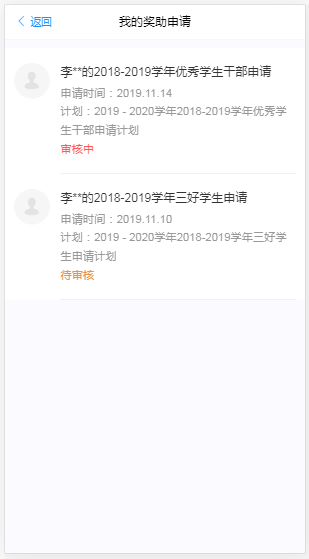 返回 我的奖助申请
李**的2018-2019学年优秀学生干部申请
申请时间：2019.11.14
计划：2019 - 2020学年2018-2019学年优秀学
生干部申请计划
审核中
李**的2018-2019学年三好学生申请
申请时间：2019.11.10
计划：2019 - 2020学年2018-2019学年三好学
生申请计划
待审核